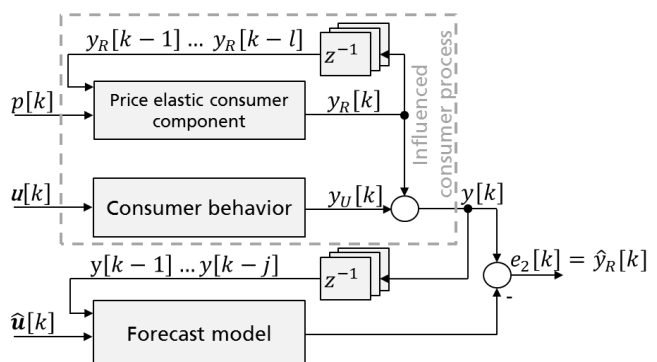 y_R[k − 1] … y_R[k − l]
z⁻¹
Influenced
consumer process
p[k]
Price elastic consumer
component
y_R[k]
u[k]
Consumer behavior
y_U[k]
y[k]
y[k − 1] … y[k − j]
z⁻¹
e₂[k] = ŷ_R[k]
-
û[k]
Forecast model